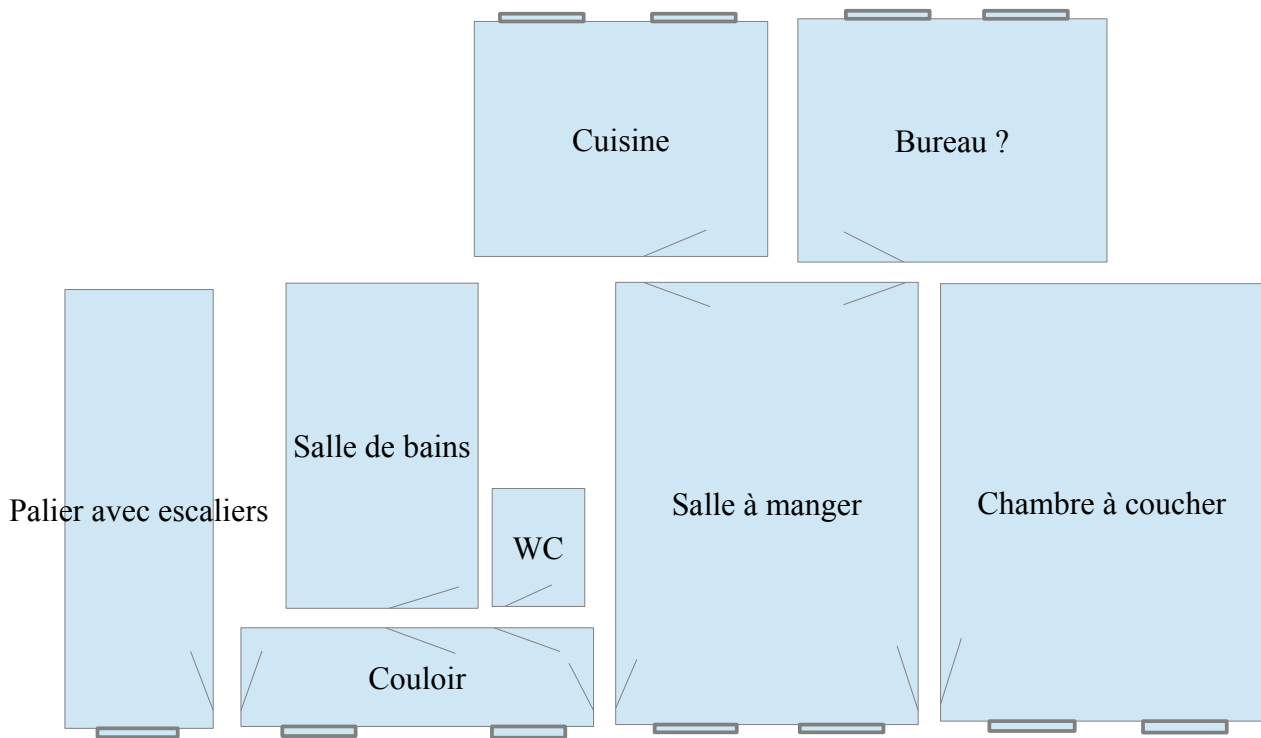 Cuisine
Bureau ?
Salle de bains
Palier avec escaliers
WC
Salle à manger
Chambre à coucher
Couloir